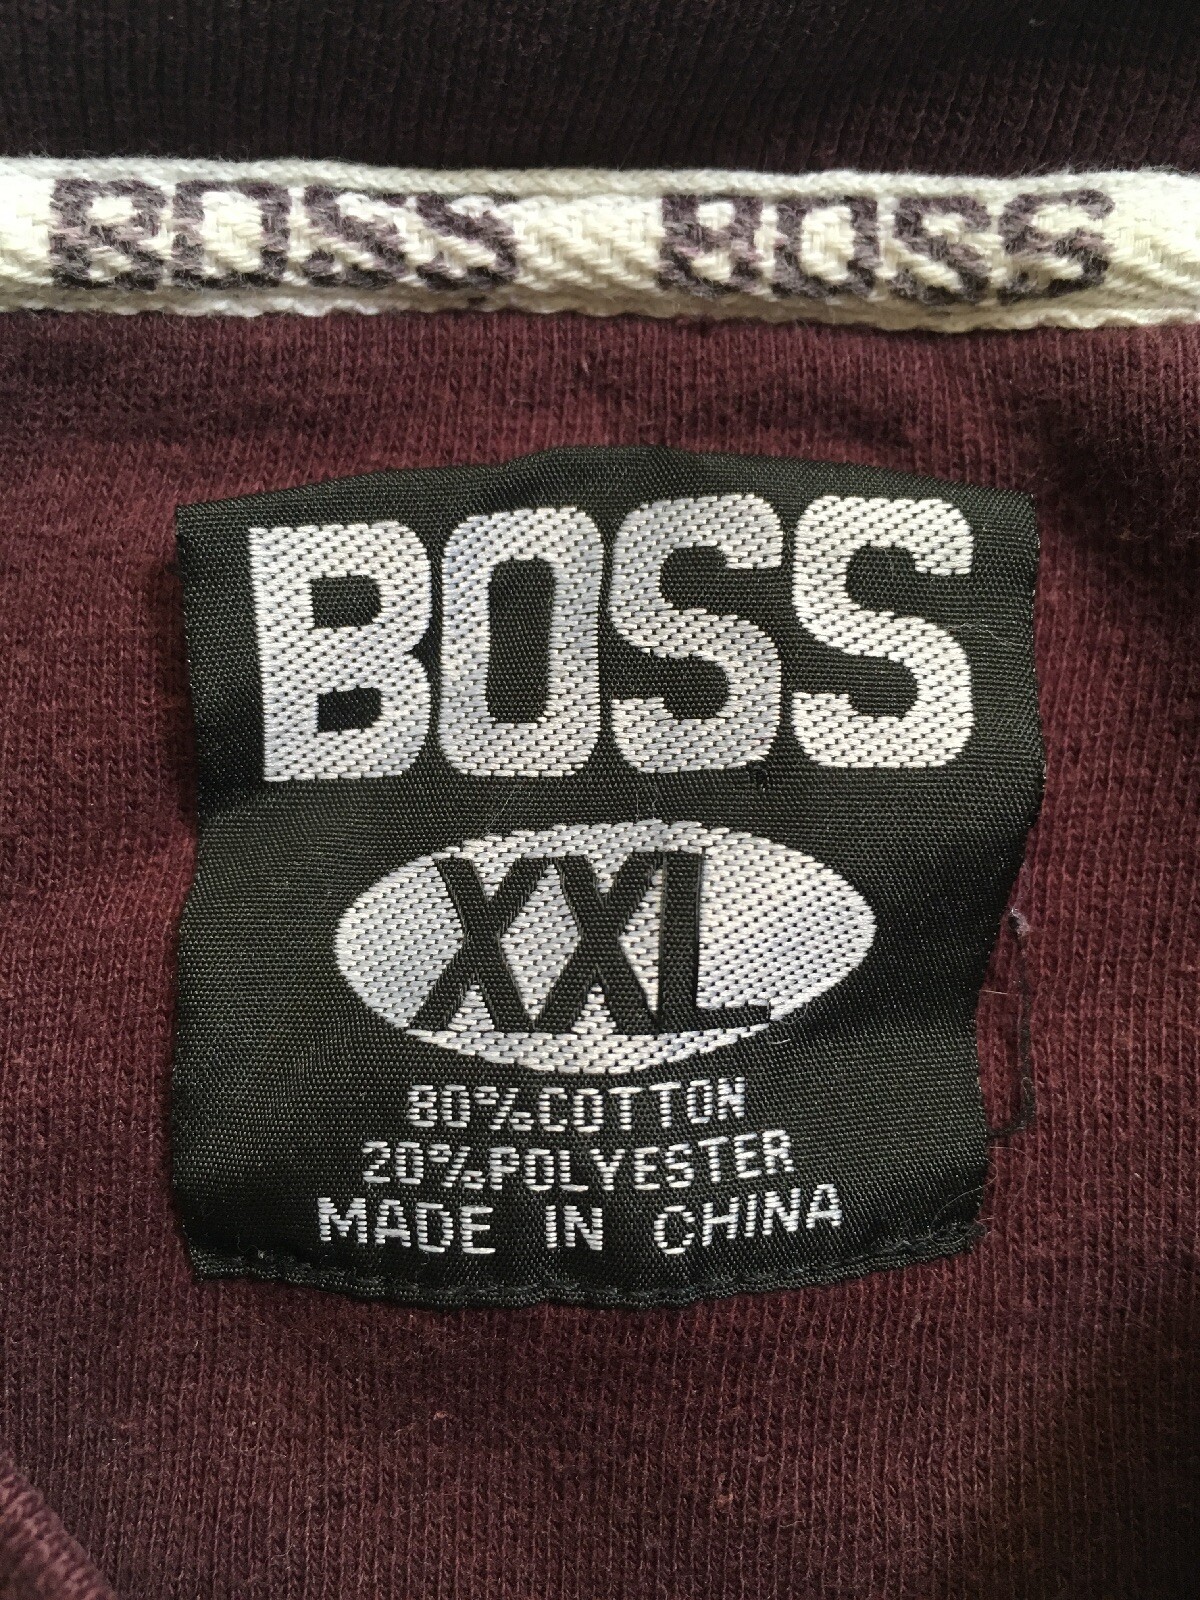 BOSS BOSS
BOSS
XXL
80%COTTON
20%POLYESTER
MADE IN CHINA